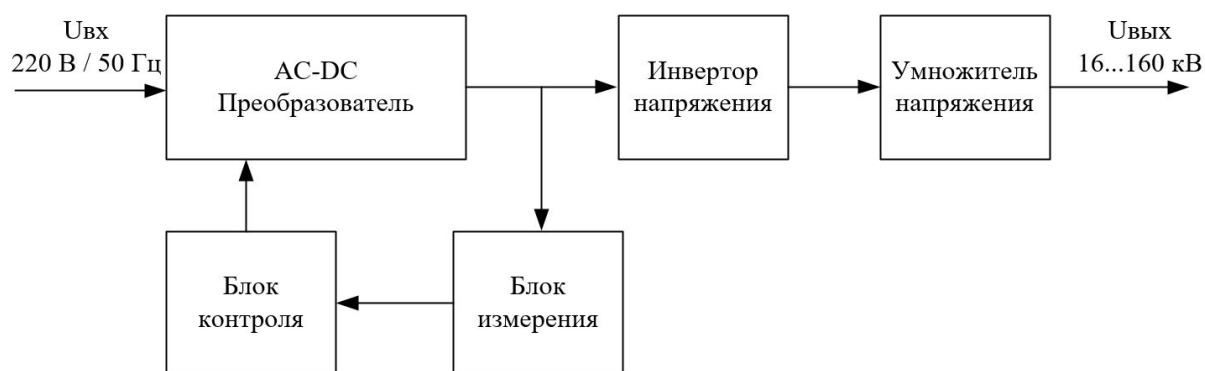 Uвх
220 В / 50 Гц
AC-DC
Преобразователь
Инвертор
напряжения
Умножитель
напряжения
Uвых
16...160 кВ
Блок
контроля
Блок
измерения